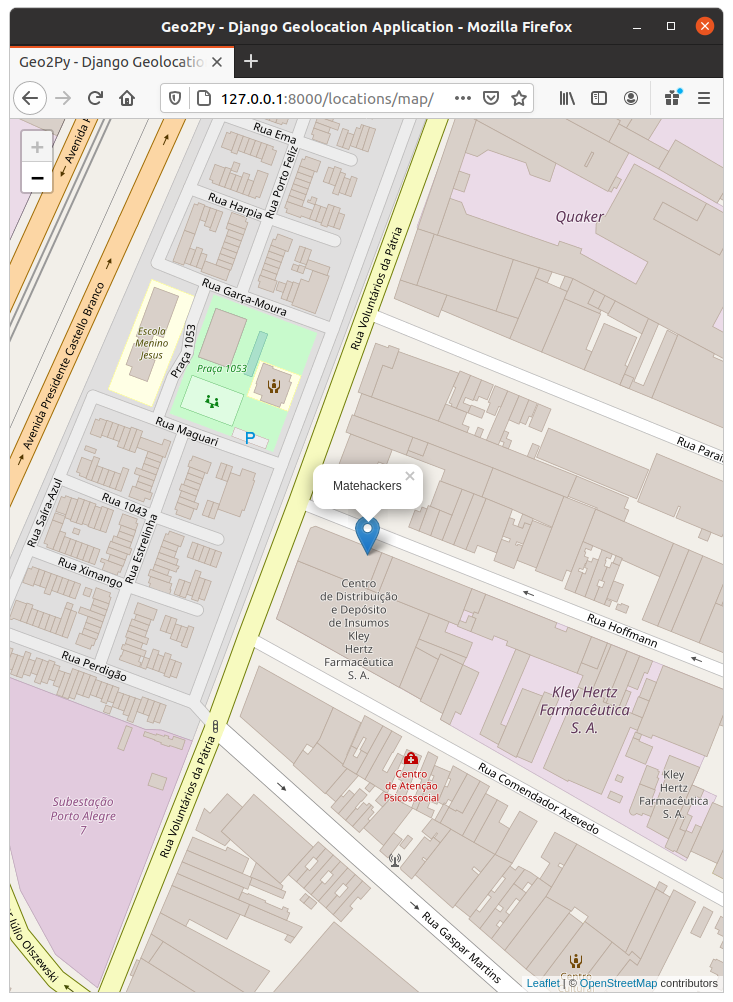 Geo2Py - Django Geolocation Application - Mozilla Firefox
Geo2Py - Django Geolocatio
127.0.0.1:8000/locations/map/
+
−
Avenida
Rua Ema
Rua Porto Feliz
Rua Harpia
Quaker
Rua Voluntários da Pátria
Rua Garça-Moura
Avenida Presidente Castello Branco
Escola
Menino
Jesus
Praça 1053
Praça 1053
Rua Maguari
P
Rua Saíra-Azul
Rua 1043
Rua Estrelinha
Rua Ximango
Rua Perdigão
Rua Parai
Matehackers
×
Centro
de Distribuição
e Depósito
de Insumos
Kley
Hertz
Farmacêutica
S. A.
Rua Hoffmann
Kley Hertz
Farmacêutica
S. A.
Kley
Hertz
Farmacêutica
S. A.
Rua Comendador Azevedo
Centro
de Atenção
Psicossocial
Subestação
Porto Alegre
7
Rua Voluntários da Pátria
Rua Gaspar Martins
Júlio Olszewski
Centro
Leaflet | © OpenStreetMap contributors